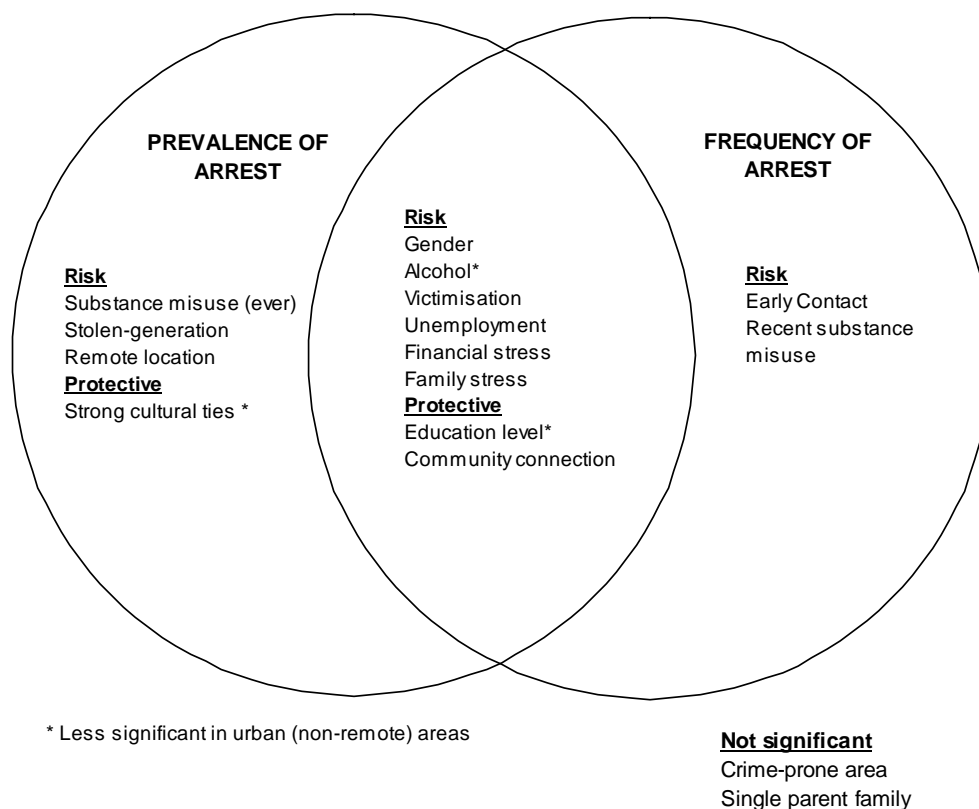 PREVALENCE OF
ARREST
Risk
Substance misuse (ever)
Stolen-generation
Remote location
Protective
Strong cultural ties *
Risk
Gender
Alcohol*
Victimisation
Unemployment
Financial stress
Family stress
Protective
Education level*
Community connection
FREQUENCY OF
ARREST
Risk
Early Contact
Recent substance
misuse
* Less significant in urban (non-remote) areas
Not significant
Crime-prone area
Single parent family